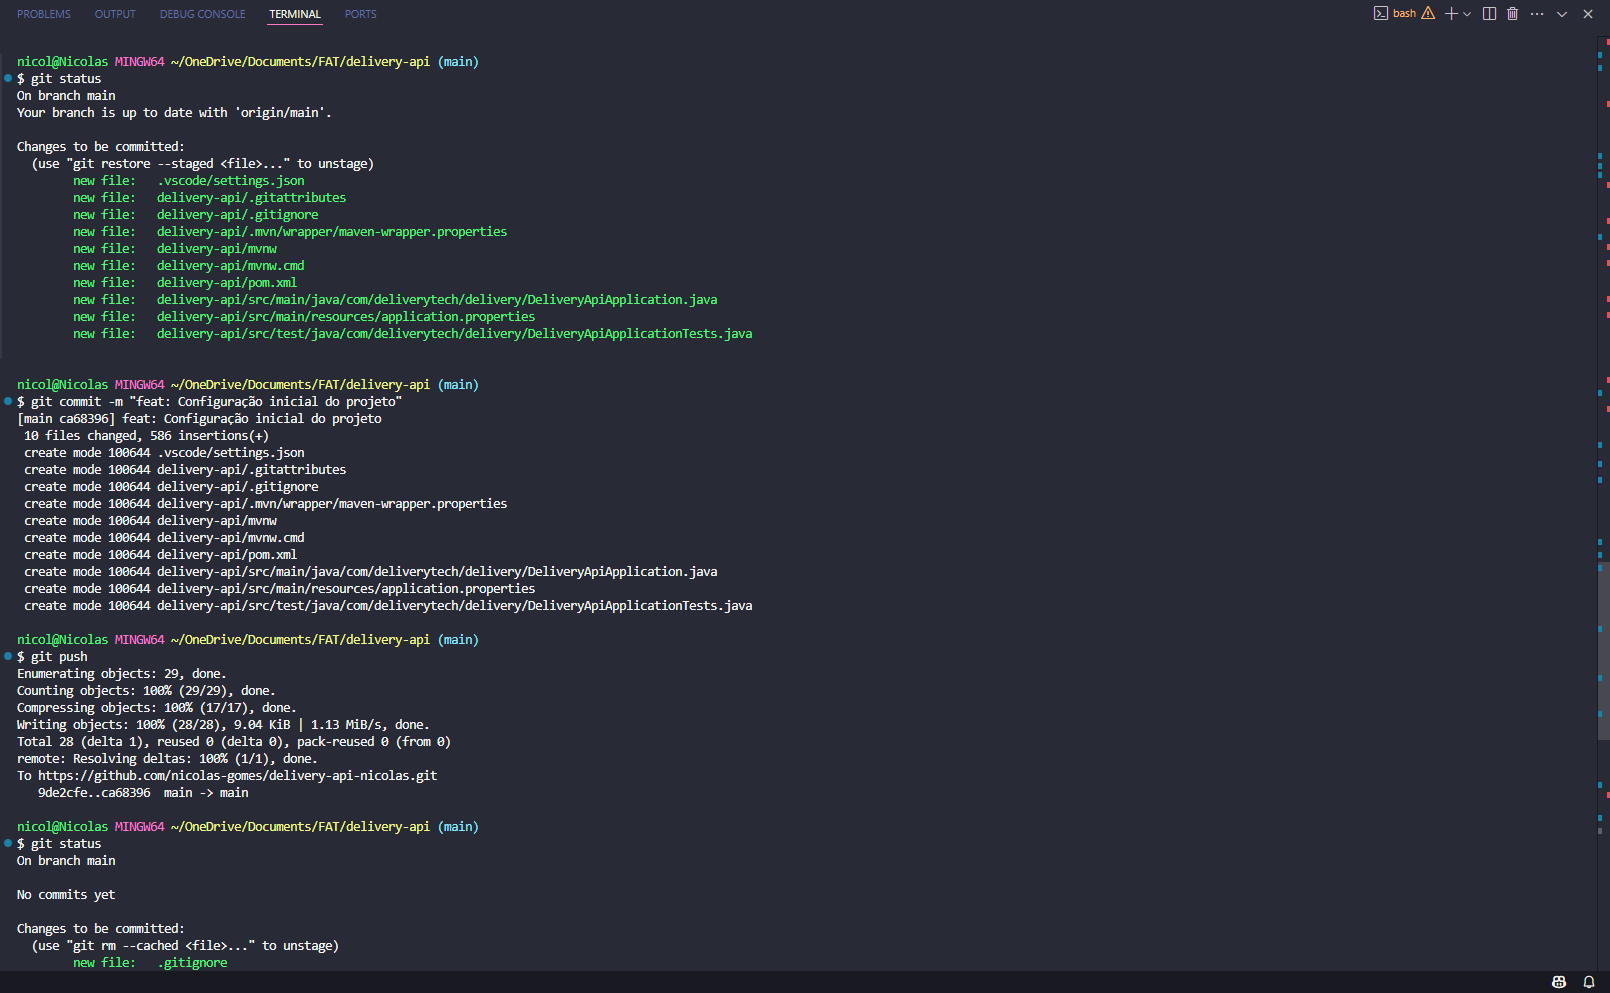 PROBLEMS OUTPUT DEBUG CONSOLE TERMINAL PORTS bash
nicol@Nicolas MINGW64 ~/OneDrive/Documents/FAT/delivery-api (main)
$ git status
On branch main
Your branch is up to date with 'origin/main'.
Changes to be committed:
  (use "git restore --staged <file>..." to unstage)
        new file:   .vscode/settings.json
        new file:   delivery-api/.gitattributes
        new file:   delivery-api/.gitignore
        new file:   delivery-api/.mvn/wrapper/maven-wrapper.properties
        new file:   delivery-api/mvnw
        new file:   delivery-api/mvnw.cmd
        new file:   delivery-api/pom.xml
        new file:   delivery-api/src/main/java/com/deliverytech/delivery/DeliveryApiApplication.java
        new file:   delivery-api/src/main/resources/application.properties
        new file:   delivery-api/src/test/java/com/deliverytech/delivery/DeliveryApiApplicationTests.java
nicol@Nicolas MINGW64 ~/OneDrive/Documents/FAT/delivery-api (main)
$ git commit -m "feat: Configuração inicial do projeto"
[main ca68396] feat: Configuração inicial do projeto
 10 files changed, 586 insertions(+)
 create mode 100644 .vscode/settings.json
 create mode 100644 delivery-api/.gitattributes
 create mode 100644 delivery-api/.gitignore
 create mode 100644 delivery-api/.mvn/wrapper/maven-wrapper.properties
 create mode 100644 delivery-api/mvnw
 create mode 100644 delivery-api/mvnw.cmd
 create mode 100644 delivery-api/pom.xml
 create mode 100644 delivery-api/src/main/java/com/deliverytech/delivery/DeliveryApiApplication.java
 create mode 100644 delivery-api/src/main/resources/application.properties
 create mode 100644 delivery-api/src/test/java/com/deliverytech/delivery/DeliveryApiApplicationTests.java
nicol@Nicolas MINGW64 ~/OneDrive/Documents/FAT/delivery-api (main)
$ git push
Enumerating objects: 29, done.
Counting objects: 100% (29/29), done.
Compressing objects: 100% (17/17), done.
Writing objects: 100% (28/28), 9.04 KiB | 1.13 MiB/s, done.
Total 28 (delta 1), reused 0 (delta 0), pack-reused 0 (from 0)
remote: Resolving deltas: 100% (1/1), done.
To https://github.com/nicolas-gomes/delivery-api-nicolas.git
   9de2cfe..ca68396  main -> main
nicol@Nicolas MINGW64 ~/OneDrive/Documents/FAT/delivery-api (main)
$ git status
On branch main
No commits yet
Changes to be committed:
  (use "git rm --cached <file>..." to unstage)
        new file:   .gitignore